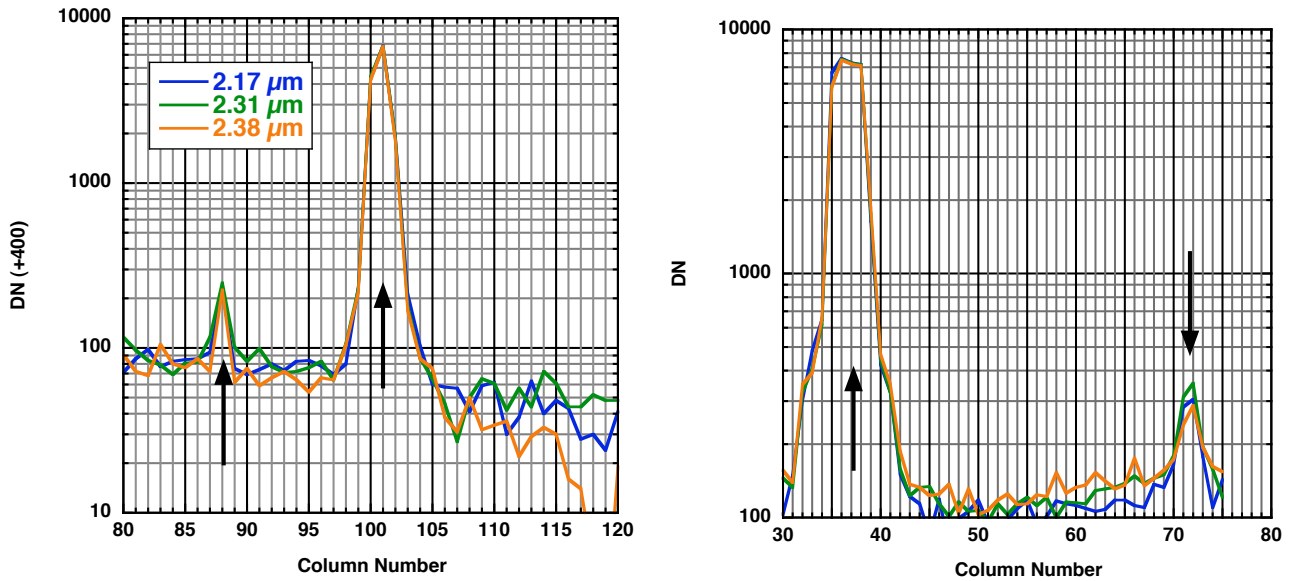 10000
1000
100
10
DN (+400)
2.17 µm
2.31 µm
2.38 µm
80 85 90 95 100 105 110 115 120
Column Number
10000
1000
100
DN
30 40 50 60 70 80
Column Number